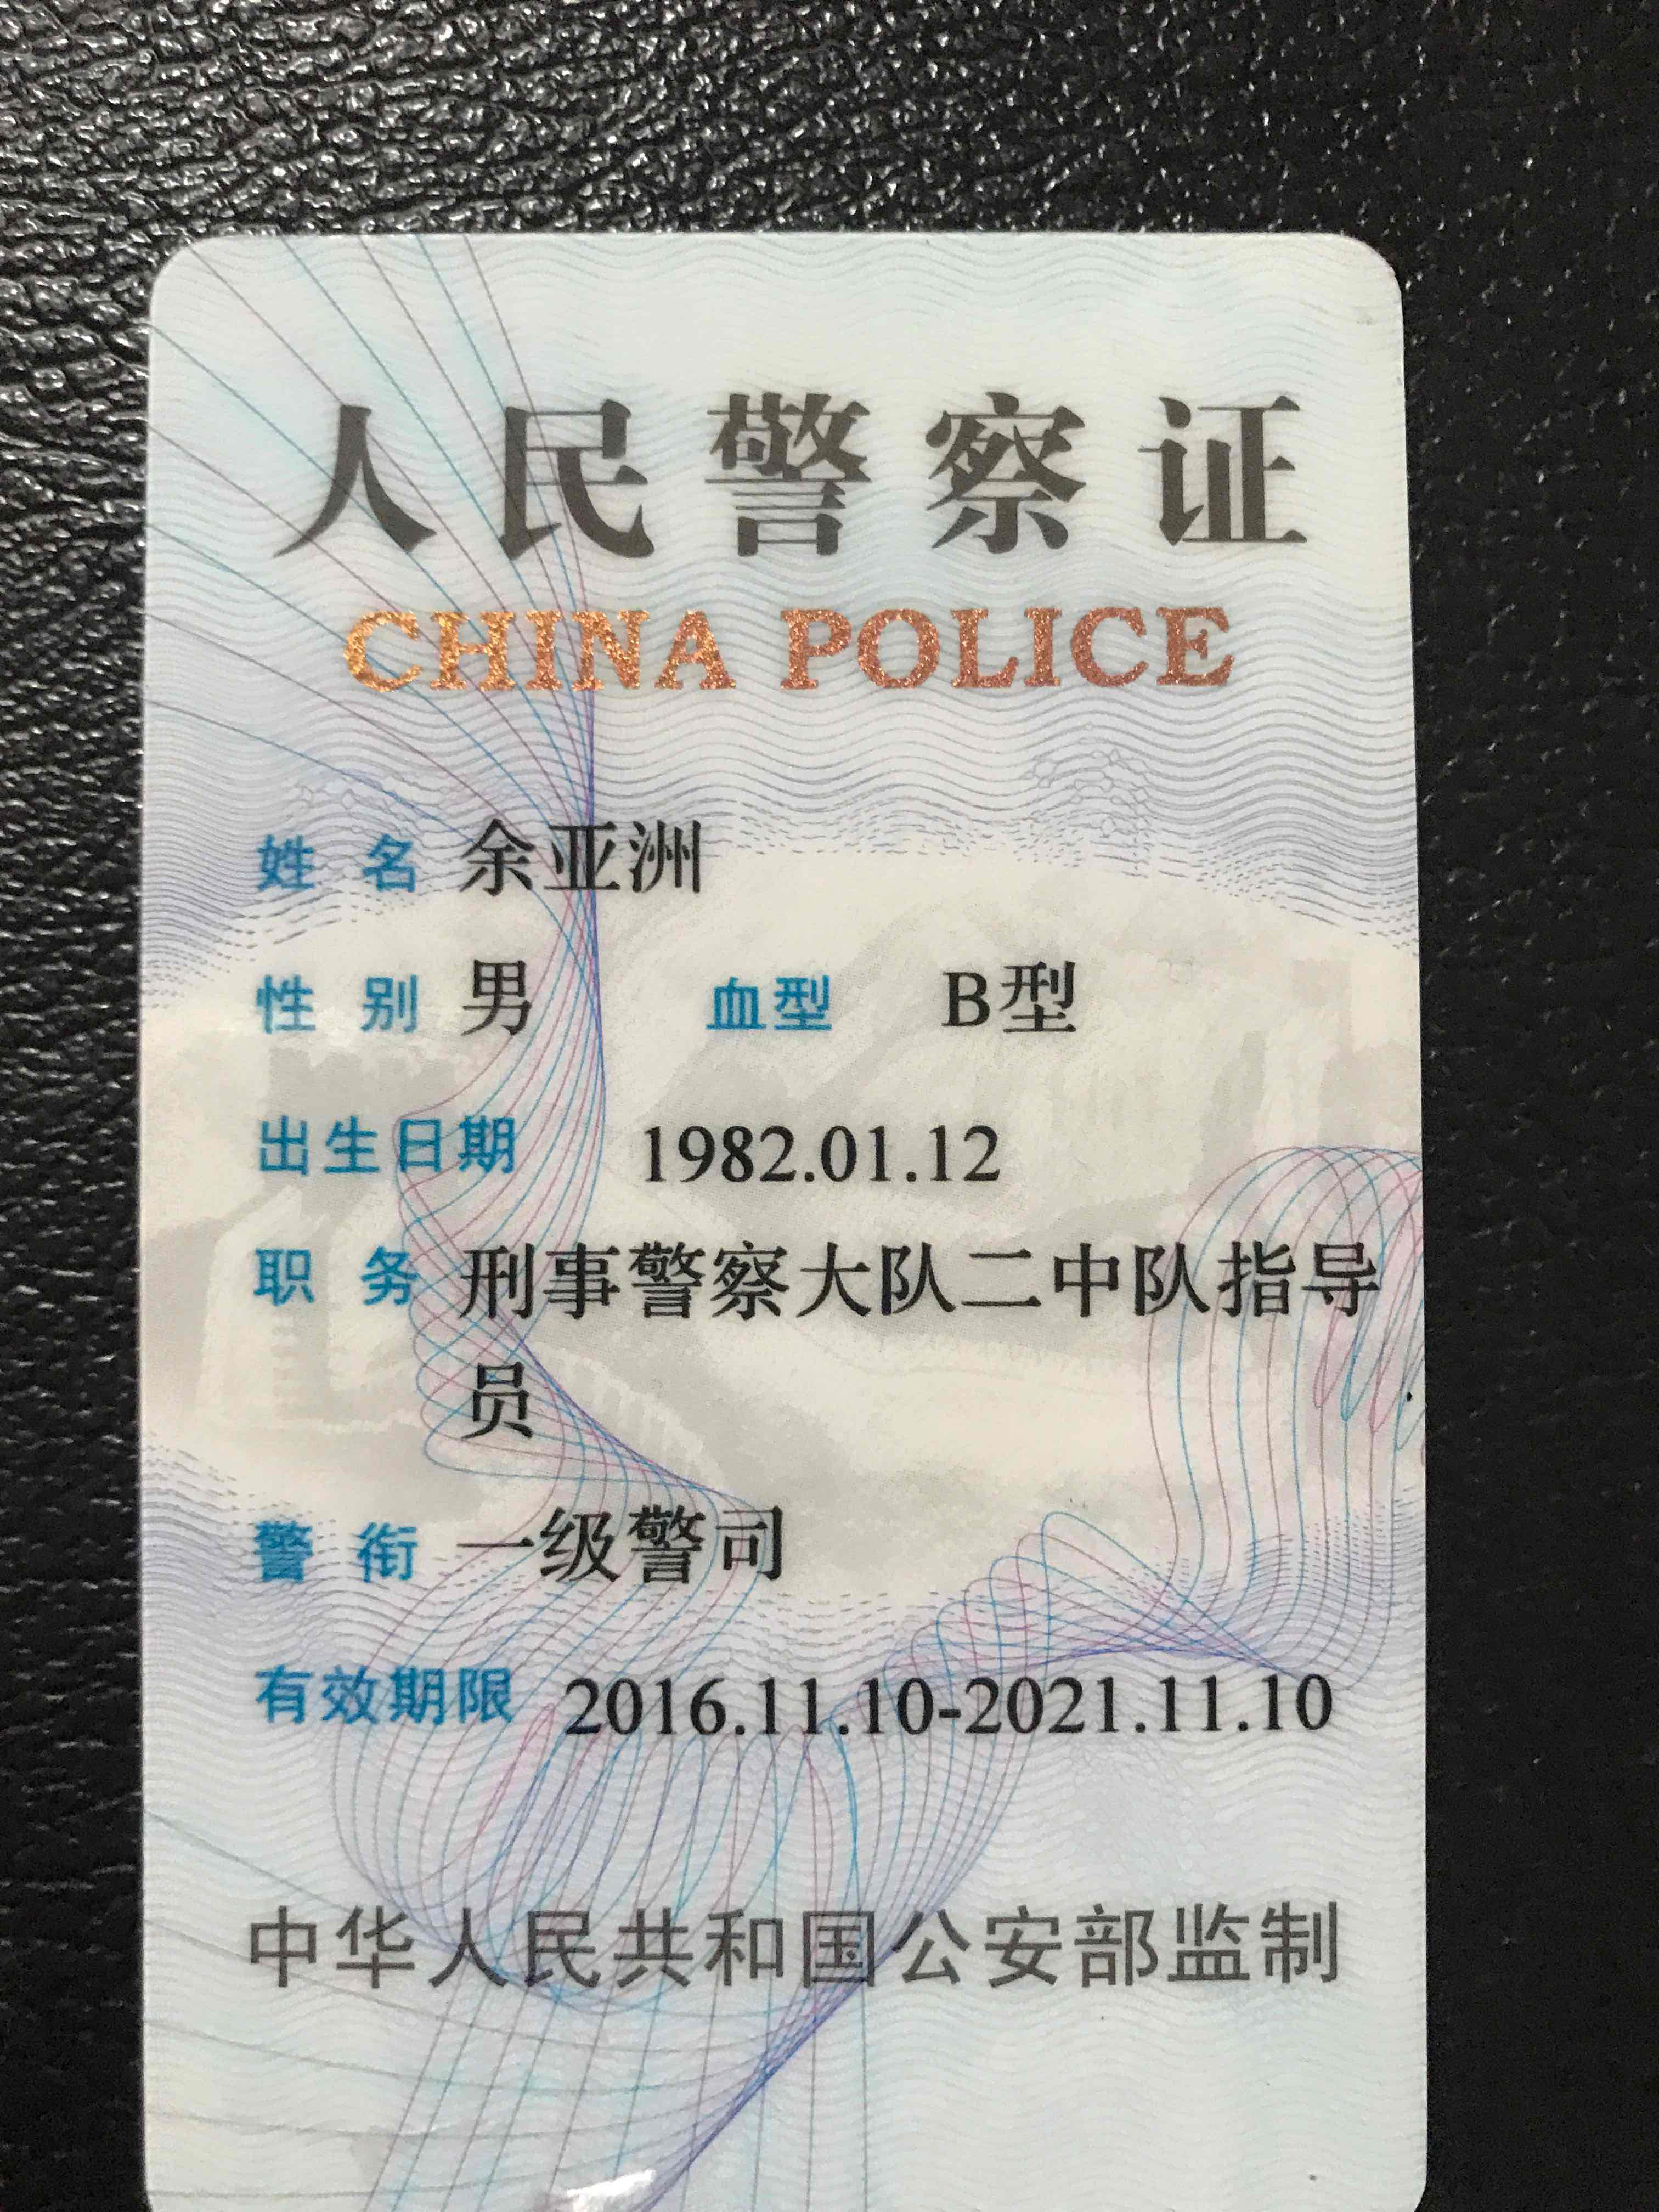 人民警察证
CHINA POLICE
姓 名 余亚洲
性 别 男 血型 B型
出生日期 1982.01.12
职 务 刑事警察大队二中队指导
员
警 衔 一级警司
有效期限 2016.11.10-2021.11.10
中华人民共和国公安部监制